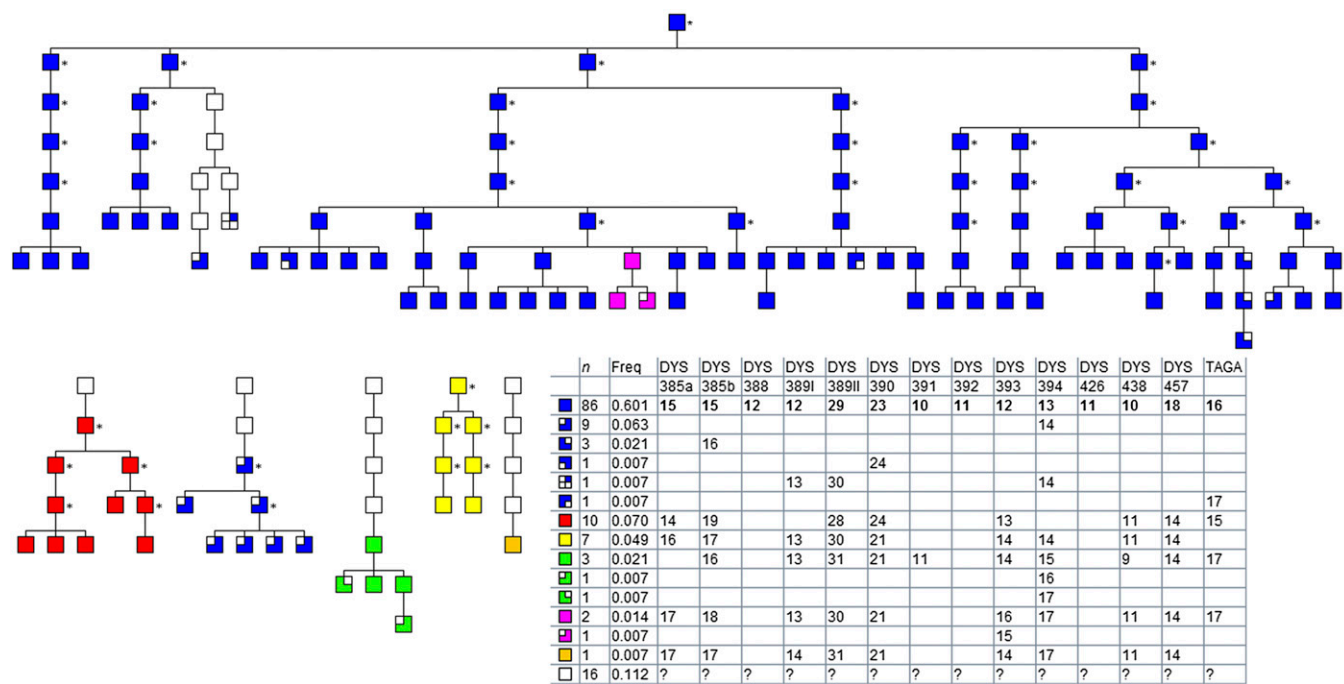 n Freq DYS DYS DYS DYS DYS DYS DYS DYS DYS DYS DYS DYS DYS TAGA
385a 385b 388 389I 389II 390 391 392 393 394 426 438 457
86 0.601 15 15 12 12 29 23 10 11 12 13 11 10 18 16
9 0.063 14
3 0.021 16
1 0.007 24
1 0.007 13 30 14
1 0.007 17
10 0.070 14 19 28 24 13 11 14 15
7 0.049 16 17 13 30 21 14 14 11 14
3 0.021 16 13 31 21 11 14 15 9 14 17
1 0.007 16
1 0.007 17
2 0.014 17 18 13 30 21 16 17 11 14 17
1 0.007 15
1 0.007 17 17 14 31 21 14 17 11 14
16 0.112 ? ? ? ? ? ? ? ? ? ? ? ? ? ?